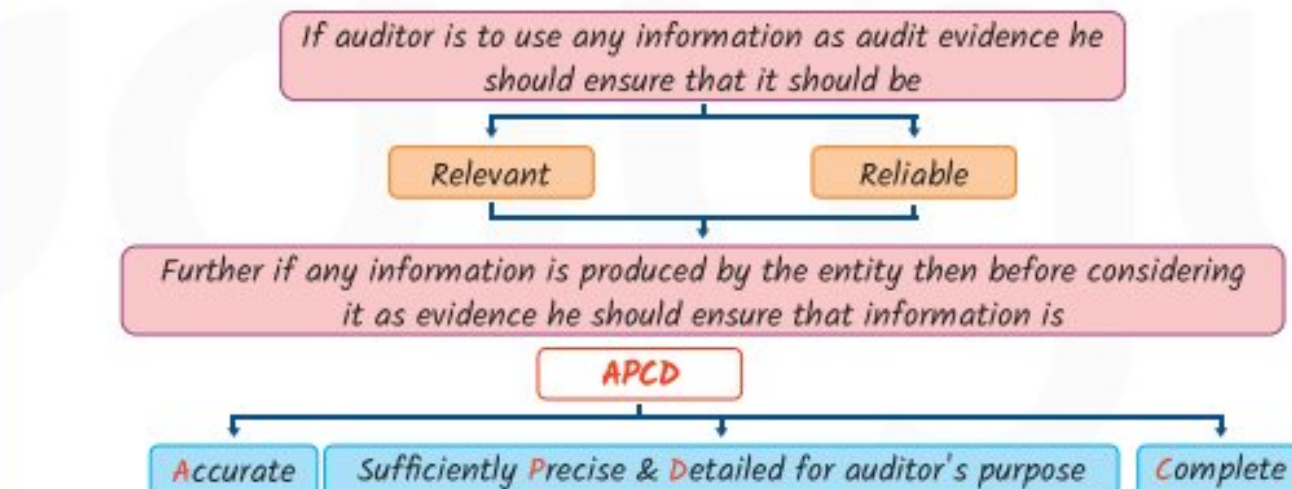 If auditor is to use any information as audit evidence he
should ensure that it should be
Relevant
Reliable
Further if any information is produced by the entity then before considering
it as evidence he should ensure that information is
APCD
Accurate
Sufficiently Precise & Detailed for auditor's purpose
Complete